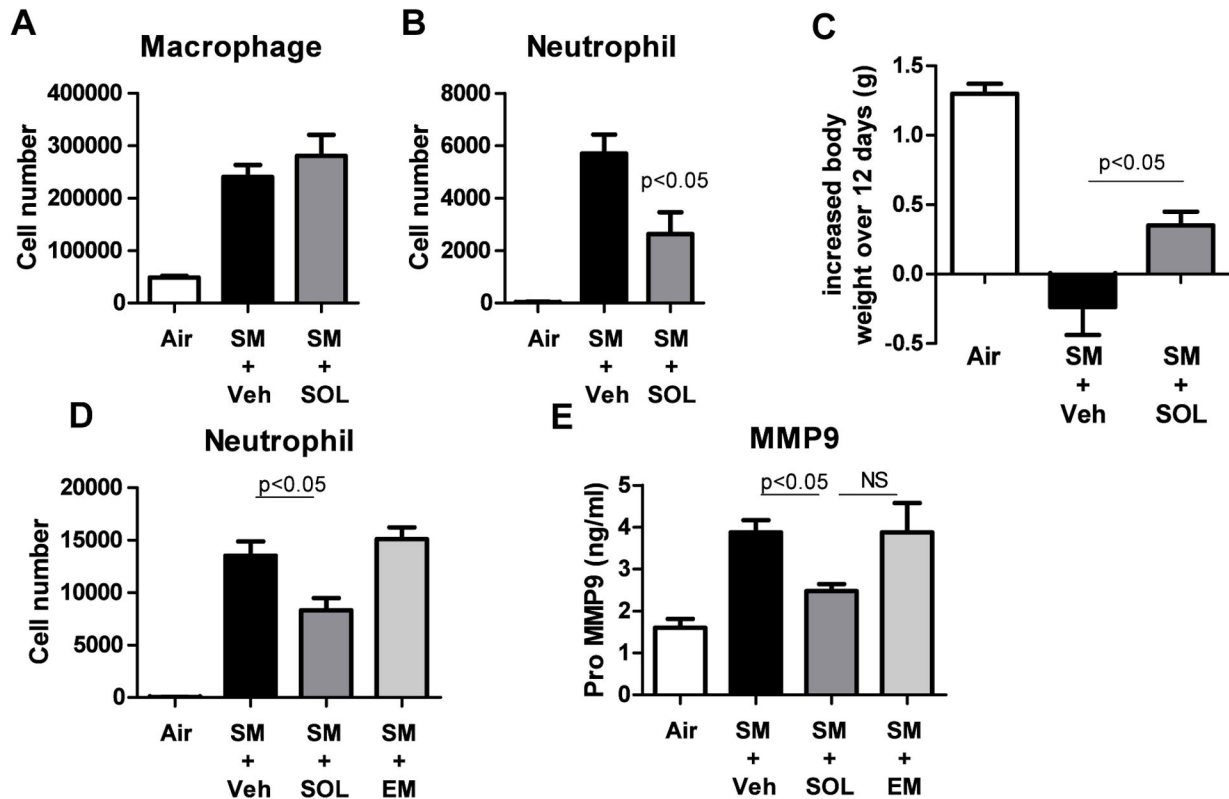 A
Macrophage
Cell number
400000
300000
200000
100000
0
Air
SM
+
Veh
SM
+
SOL
B
Neutrophil
Cell number
8000
6000
4000
2000
0
p<0.05
Air
SM
+
Veh
SM
+
SOL
C
increased body
weight over 12 days (g)
1.5
1.0
0.5
0.0
-0.5
p<0.05
Air
SM
+
Veh
SM
+
SOL
D
Neutrophil
Cell number
20000
15000
10000
5000
0
p<0.05
Air
SM
+
Veh
SM
+
SOL
SM
+
EM
E
MMP9
Pro MMP9 (ng/ml)
5
4
3
2
1
0
p<0.05
NS
Air
SM
+
Veh
SM
+
SOL
SM
+
EM